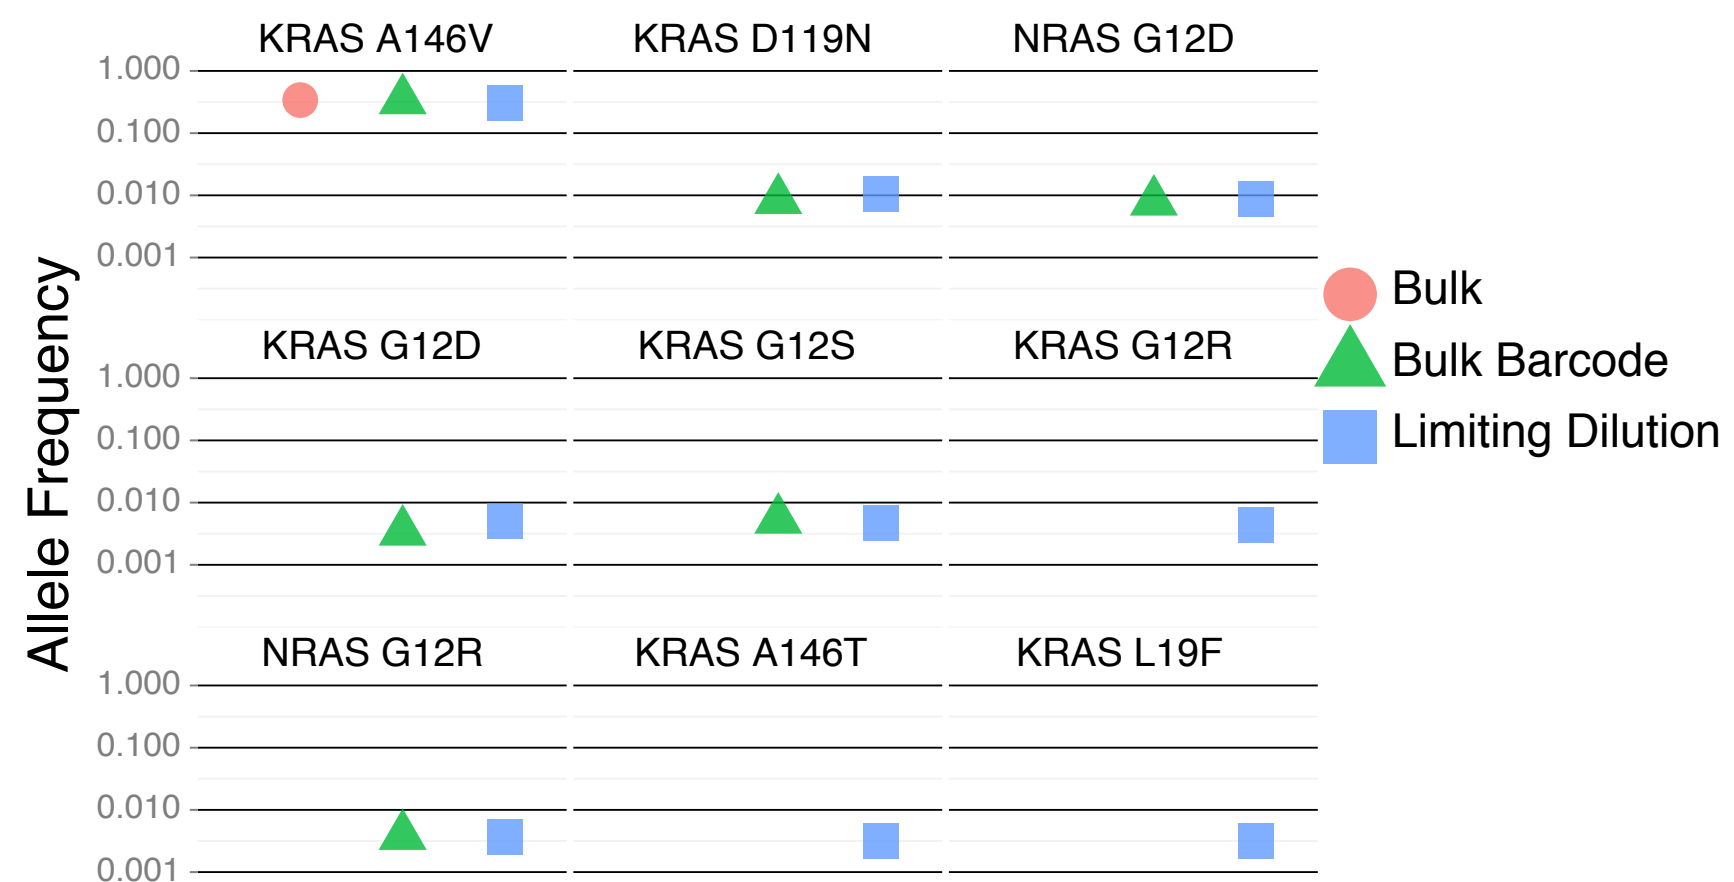 KRAS A146V KRAS D119N NRAS G12D
1.000
0.100
0.010
0.001
KRAS G12D KRAS G12S KRAS G12R
1.000
0.100
0.010
0.001
NRAS G12R KRAS A146T KRAS L19F
1.000
0.100
0.010
0.001
Allele Frequency
Bulk
Bulk Barcode
Limiting Dilution